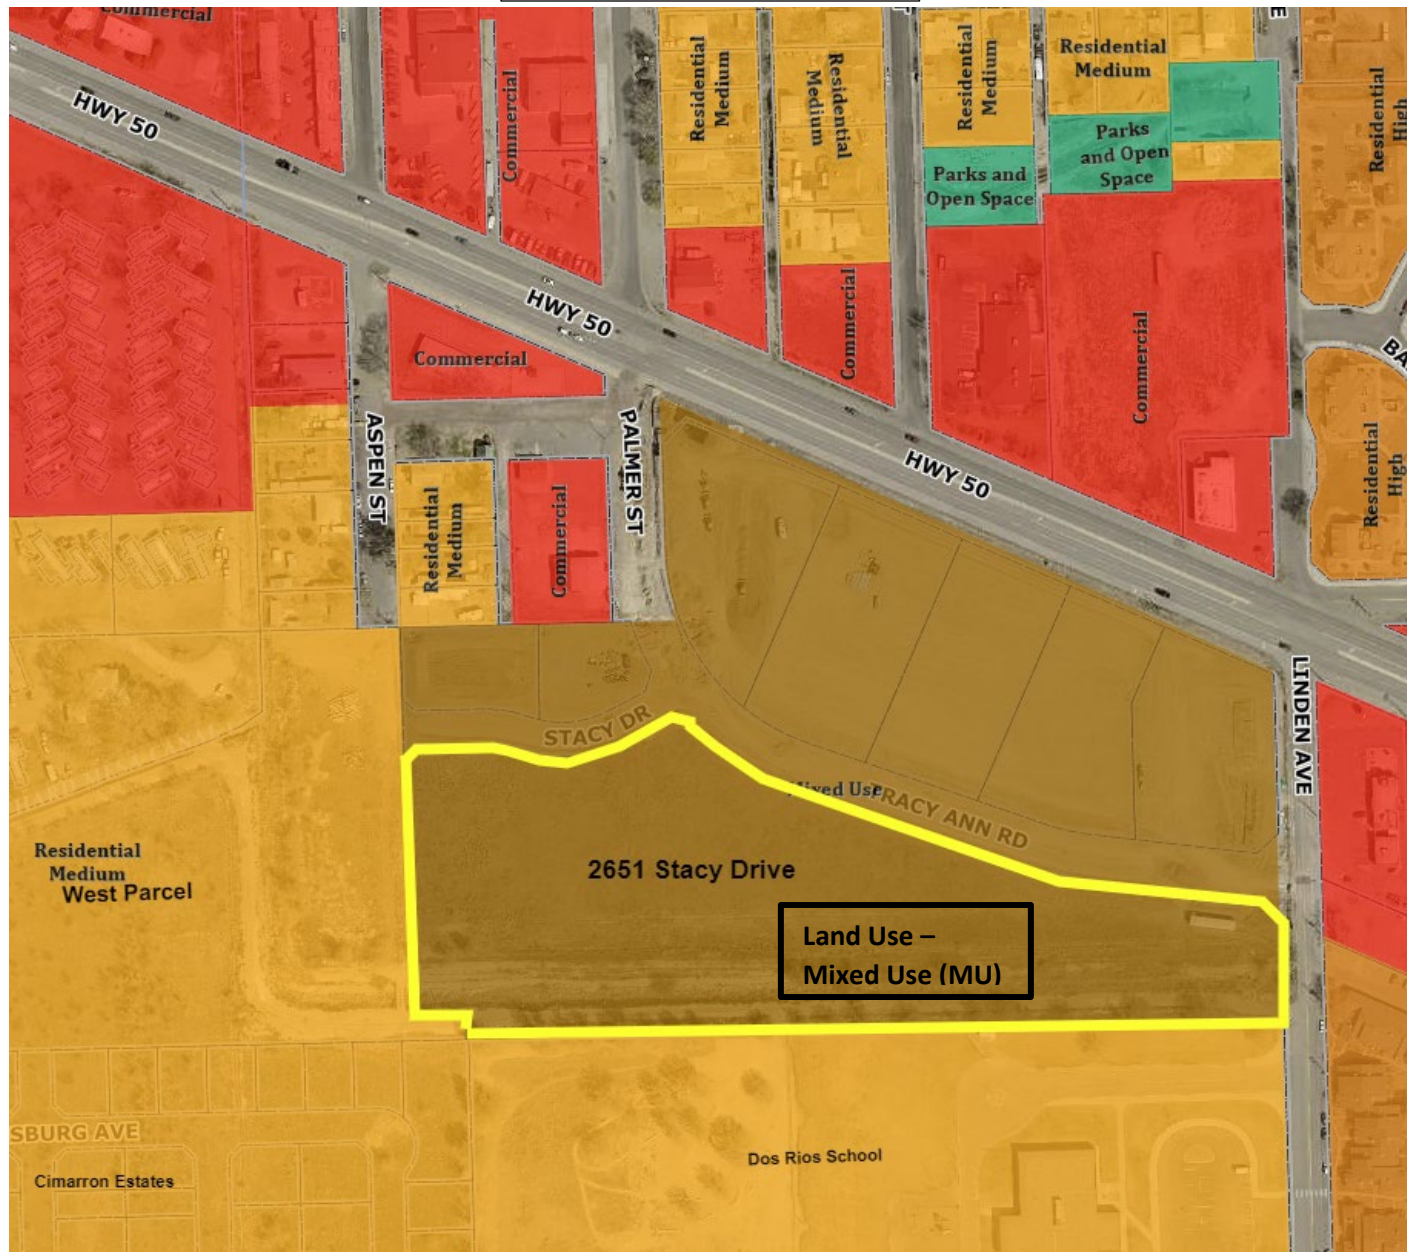 Commercial
HWY 50
Commercial
Residential
Medium
Residential
Medium
Residential
Medium
Residential
Medium
Parks
and Open
Space
Parks and
Open Space
Residential
High
HWY 50
Commercial
Commercial
Commercial
ASPEN ST
PALMER ST
HWY 50
Residential
High
Residential
Medium
Commercial
LINDEN AVE
STACY DR
Mixed Use
TRACY ANN RD
Residential
Medium
West Parcel
2651 Stacy Drive
Land Use –
Mixed Use (MU)
SBURG AVE
Cimarron Estates
Dos Rios School